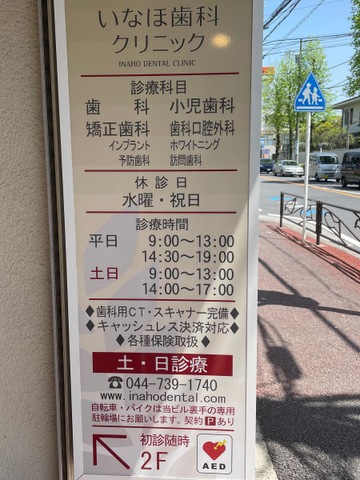 いなほ歯科
クリニック
INAHO DENTAL CLINIC
診療科目
歯科 小児歯科
矯正歯科 歯科口腔外科
インプラント ホワイトニング
予防歯科 訪問歯科
休診日
水曜・祝日
診療時間
平日 9:00〜13:00
14:30〜19:00
土日 9:00〜13:00
14:00〜17:00
◆歯科用CT・スキャナー完備◆
◆キャッシュレス決済対応◆
◆各種保険取扱◆
土・日診療
☎044-739-1740
www.inahodental.com
自転車・バイクは当ビル裏手の専用
駐輪場にお願いします。契約Pあり
初診随時
2F
AED